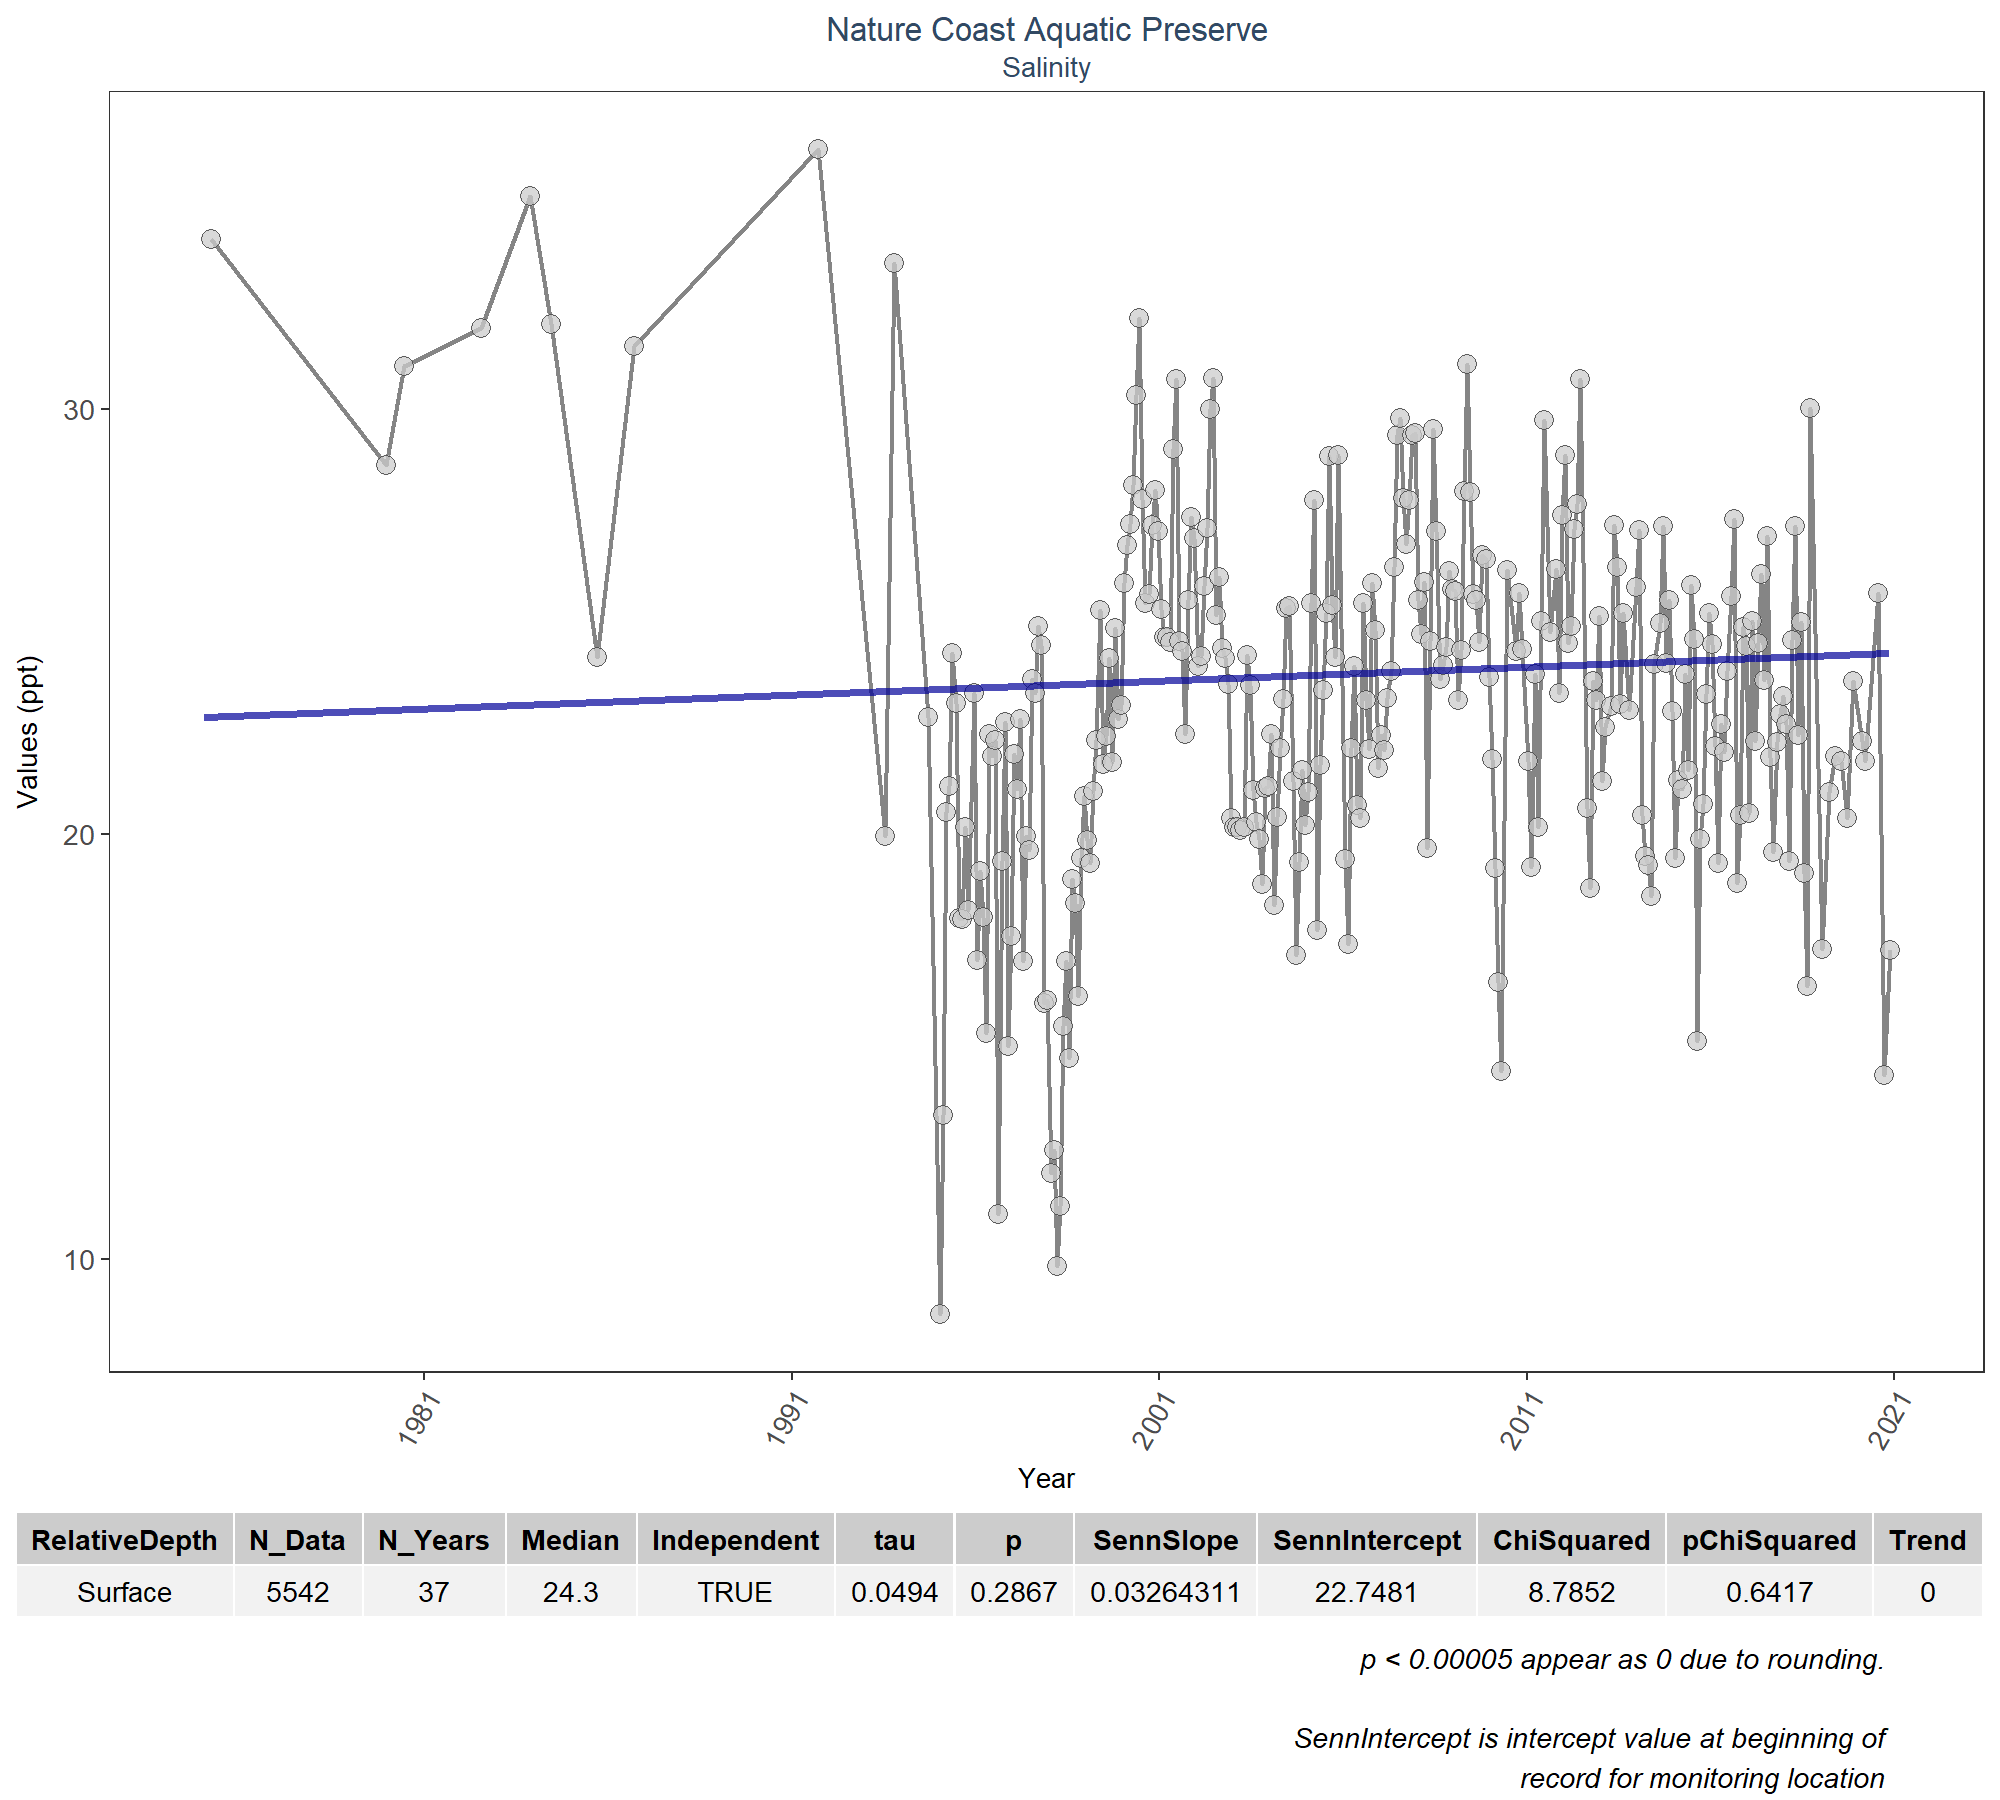 Nature Coast Aquatic Preserve
Salinity
Values (ppt)
30
20
10
1981 1991 2001 2011 2021
Year
RelativeDepth N_Data N_Years Median Independent tau p SennSlope SennIntercept ChiSquared pChiSquared Trend
Surface 5542 37 24.3 TRUE 0.0494 0.2867 0.03264311 22.7481 8.7852 0.6417 0
p < 0.00005 appear as 0 due to rounding.
SennIntercept is intercept value at beginning of
record for monitoring location